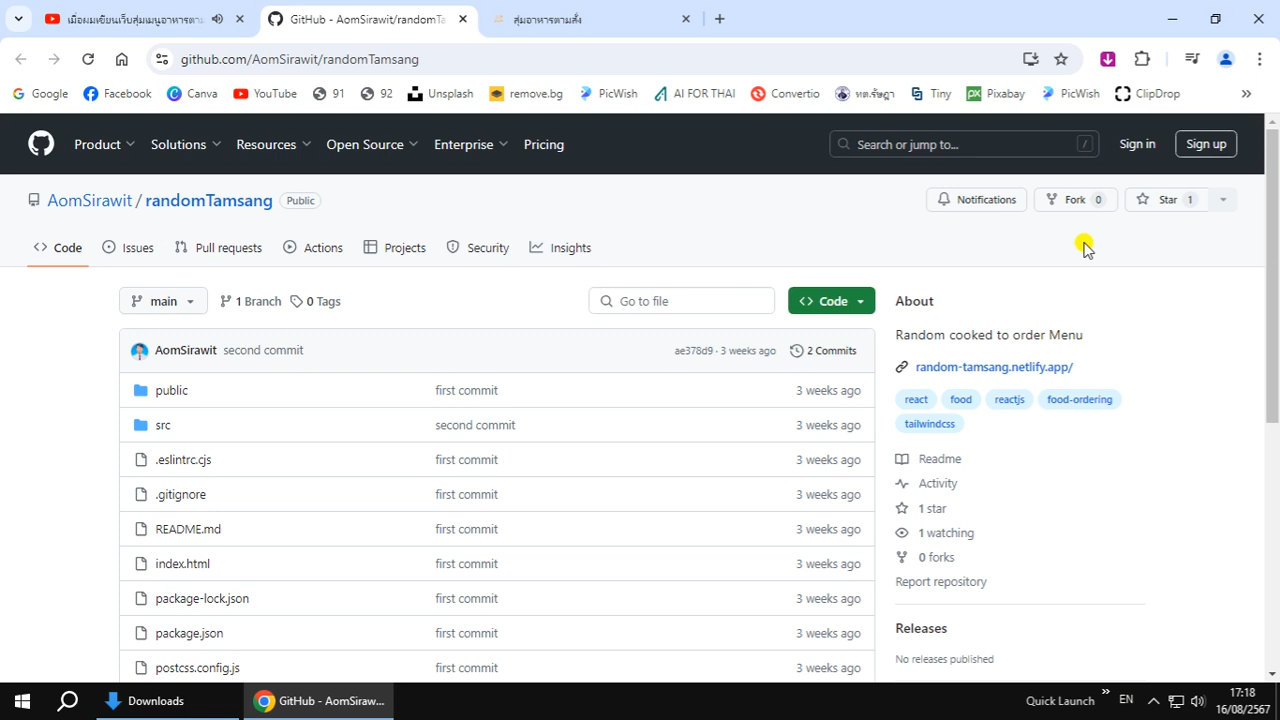 เมื่อผมเขียนเว็บสุ่มเมนูอาหารตาม
GitHub - AomSirawit/randomTa
สุ่มอาหารตามสั่ง
github.com/AomSirawit/randomTamsang
Google
Facebook
Canva
YouTube
91
92
Unsplash
remove.bg
PicWish
AI FOR THAI
Convertio
หต.รัษฎา
Tiny
Pixabay
PicWish
ClipDrop
Product
Solutions
Resources
Open Source
Enterprise
Pricing
Search or jump to...
/
Sign in
Sign up
AomSirawit / randomTamsang
Public
Notifications
Fork 0
Star 1
Code
Issues
Pull requests
Actions
Projects
Security
Insights
main
1 Branch
0 Tags
Go to file
Code
AomSirawit second commit
ae378d9 · 3 weeks ago
2 Commits
public first commit 3 weeks ago
src second commit 3 weeks ago
.eslintrc.cjs first commit 3 weeks ago
.gitignore first commit 3 weeks ago
README.md first commit 3 weeks ago
index.html first commit 3 weeks ago
package-lock.json first commit 3 weeks ago
package.json first commit 3 weeks ago
postcss.config.js first commit 3 weeks ago
About
Random cooked to order Menu
random-tamsang.netlify.app/
react food reactjs food-ordering
tailwindcss
Readme
Activity
1 star
1 watching
0 forks
Report repository
Releases
No releases published
Downloads
GitHub - AomSiraw...
Quick Launch
EN
17:18
16/08/2567